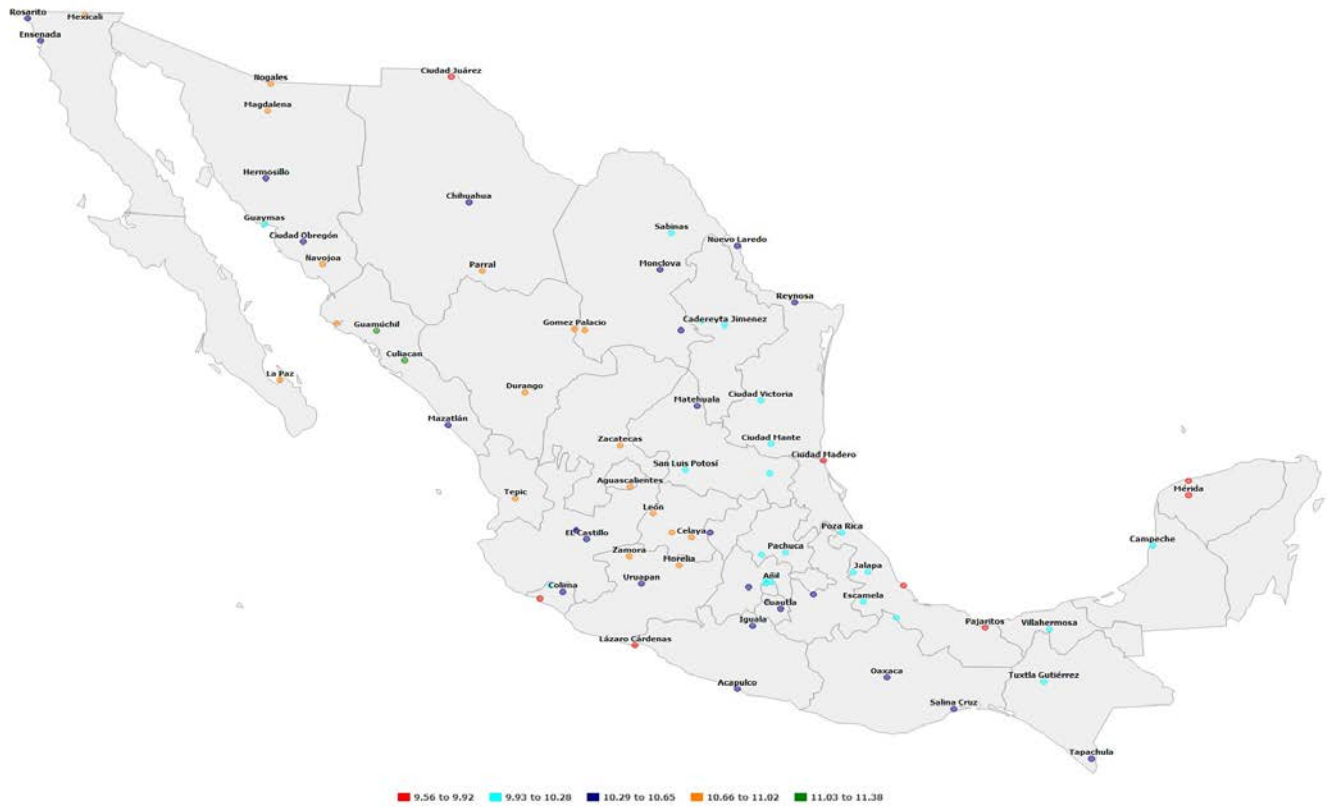 Rosarito
Mexicali
Ensenada
Nogales
Ciudad Juárez
Magdalena
Hermosillo
Chihuahua
Guaymas
Sabinas
Ciudad Obregón
Nuevo Laredo
Navojoa
Parral
Monclova
Reynosa
Guamúchil
Gomez Palacio
Cadereyta Jimenez
Culiacan
La Paz
Durango
Ciudad Victoria
Matehuala
Mazatlán
Zacatecas
Ciudad Mante
Ciudad Madero
San Luis Potosí
Aguascalientes
Mérida
Tepic
León
EL Castillo
Celaya
Poza Rica
Campeche
Zamora
Morelia
Pachuca
Colima
Uruapan
Añil
Jalapa
Cuautla
Escamela
Iguala
Pajaritos
Villahermosa
Lázaro Cárdenas
Oaxaca
Tuxtla Gutiérrez
Acapulco
Salina Cruz
Tapachula
9.56 to 9.92 9.93 to 10.28 10.29 to 10.65 10.66 to 11.02 11.03 to 11.38